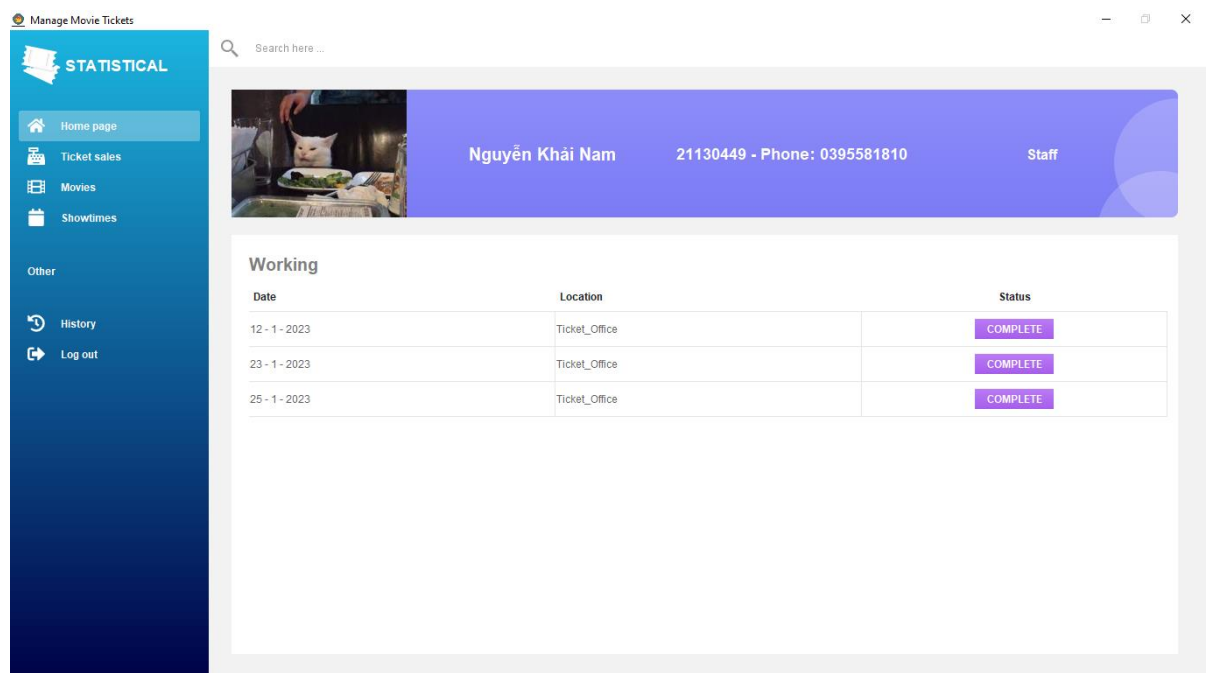 Manage Movie Tickets
STATISTICAL
Search here ...
Home page
Ticket sales
Movies
Showtimes
Other
History
Log out
Nguyễn Khải Nam 21130449 - Phone: 0395581810 Staff
Working
Date Location Status
12 - 1 - 2023 Ticket_Office COMPLETE
23 - 1 - 2023 Ticket_Office COMPLETE
25 - 1 - 2023 Ticket_Office COMPLETE